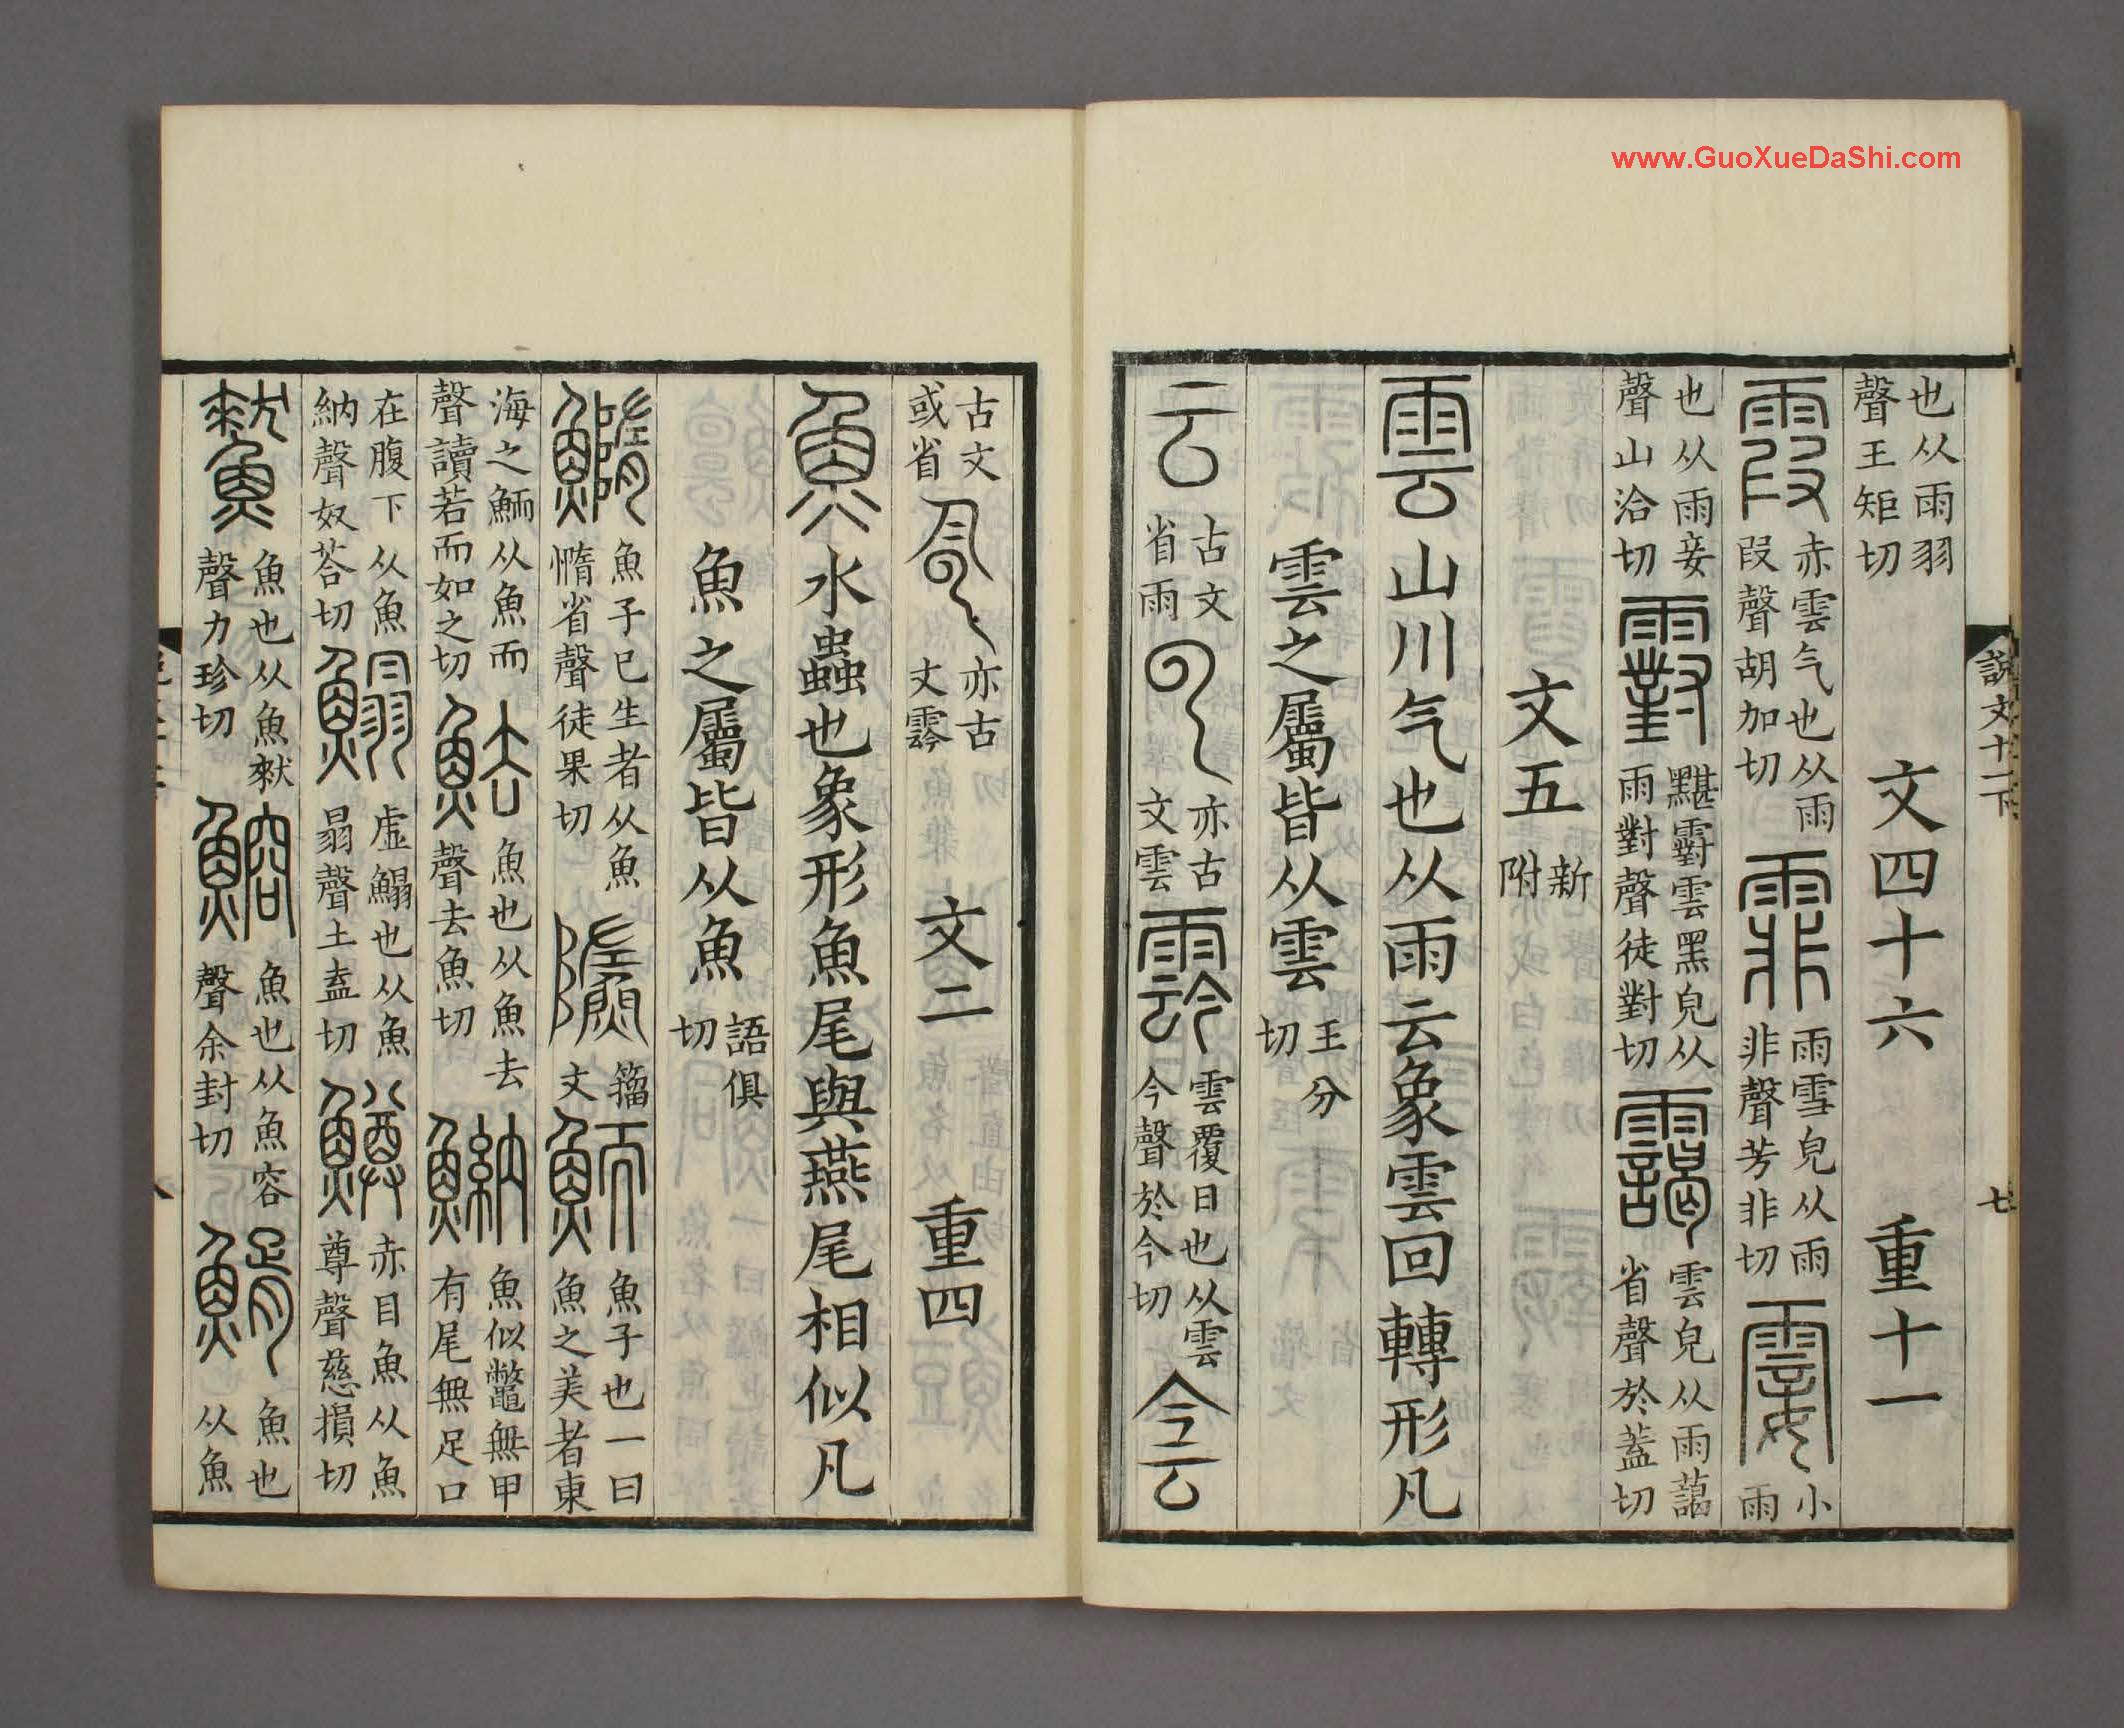 www.GuoXueDaShi.com
說文十一下
七
也从雨羽
聲王矩切
文四十六 重十一
霞赤雲气也从雨
叚聲胡加切
霏雨雪皃从雨
非聲芳非切
霎小
雨
也从雨妾
聲山洽切
䨴黮䨴雲黑皃从
雨對聲徒對切
靄雲皃从雨藹
省聲於蓋切
文五
新
附
雲山川气也从雨云象雲回轉形凡
雲之屬皆从雲
王分
切
云古文
省雨
亦古
文雲
霒雲覆日也从雲
今聲於今切
侌
古文
或省
亦古
文霒
文二 重四
魚水蟲也象形魚尾與燕尾相似凡
魚之屬皆从魚
語俱
切
鰖魚子已生者从魚
惰省聲徒果切
籀
文
鮞魚子也一曰
魚之美者東
海之鮞从魚而
聲讀若而如之切
魼魚也从魚去
聲去魚切
魶魚似鼈無甲
有尾無足口
在腹下从魚
納聲奴荅切
鰨虛鰨也从魚
𦐇聲土盍切
鱒赤目魚从魚
尊聲慈損切
魚也从魚㷠
聲力珍切
鰫魚也从魚容
聲余封切
魚也
从魚
八